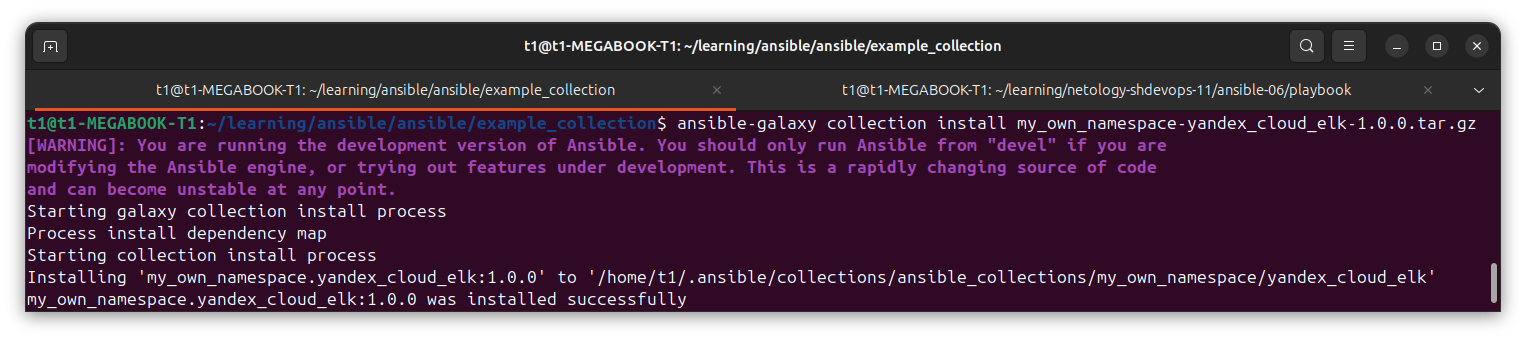 t1@t1-MEGABOOK-T1: ~/learning/ansible/ansible/example_collection
t1@t1-MEGABOOK-T1: ~/learning/ansible/ansible/example_collection
t1@t1-MEGABOOK-T1: ~/learning/netology-shdevops-11/ansible-06/playbook
t1@t1-MEGABOOK-T1:~/learning/ansible/ansible/example_collection$ ansible-galaxy collection install my_own_namespace-yandex_cloud_elk-1.0.0.tar.gz
[WARNING]: You are running the development version of Ansible. You should only run Ansible from "devel" if you are
modifying the Ansible engine, or trying out features under development. This is a rapidly changing source of code
and can become unstable at any point.
Starting galaxy collection install process
Process install dependency map
Starting collection install process
Installing 'my_own_namespace.yandex_cloud_elk:1.0.0' to '/home/t1/.ansible/collections/ansible_collections/my_own_namespace/yandex_cloud_elk'
my_own_namespace.yandex_cloud_elk:1.0.0 was installed successfully